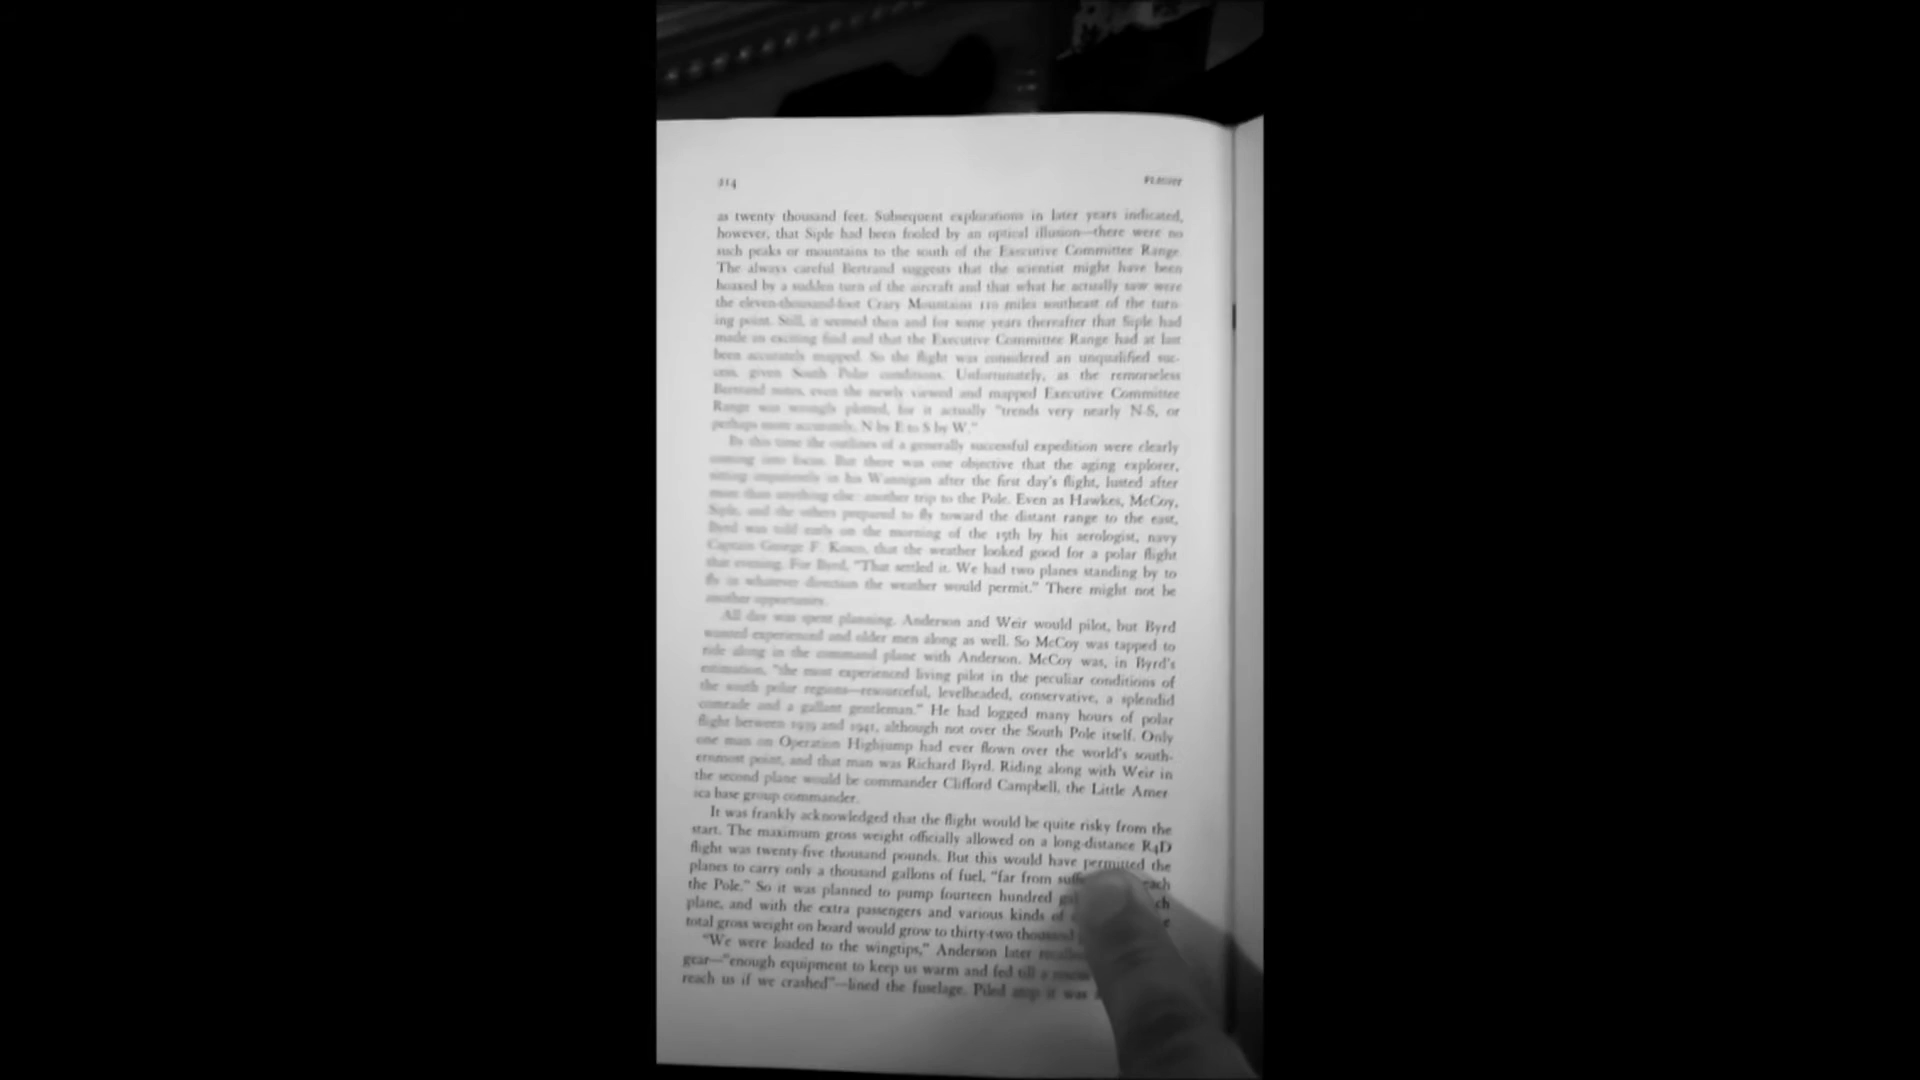 214
as twenty thousand feet. Subsequent explorations in later years indicated,
however, that Siple had been fooled by an optical illusion—there were no
such peaks or mountains to the south of the Executive Committee Range.
The always careful Bertrand suggests that the scientist might have been
hoaxed by a sudden turn of the aircraft and that what he actually saw were
the eleven-thousand-foot Crary Mountains 110 miles southeast of the turn-
ing point. Still, it seemed then and for some years thereafter that Siple had
made an exciting find and that the Executive Committee Range had at last
been accurately mapped. So the flight was considered an unqualified suc-
cess, given South Polar conditions. Unfortunately, as the remorseless
Bertrand notes, even the newly viewed and mapped Executive Committee
Range was wrongly plotted, for it actually "trends very nearly N-S, or
perhaps more accurately, N by E to S by W."
By this time the outlines of a generally successful expedition were clearly
coming into focus. But there was one objective that the aging explorer,
sitting impatiently in his Wannigan after the first day's flight, lusted after
more than anything else: another trip to the Pole. Even as Hawkes, McCoy,
Siple, and the others prepared to fly toward the distant range to the east,
Byrd was told early on the morning of the 15th by his aerologist, navy
Captain George F. Kosco, that the weather looked good for a polar flight
that evening. For Byrd, "That settled it. We had two planes standing by to
fly in whatever direction the weather would permit." There might not be
another opportunity.
All day was spent planning. Anderson and Weir would pilot, but Byrd
wanted experienced and older men along as well. So McCoy was tapped to
ride along in the command plane with Anderson. McCoy was, in Byrd's
estimation, "the most experienced living pilot in the peculiar conditions of
the south polar regions—resourceful, levelheaded, conservative, a splendid
comrade and a gallant gentleman." He had logged many hours of polar
flight between 1939 and 1941, although not over the South Pole itself. Only
one man on Operation Highjump had ever flown over the world's south-
ernmost point, and that man was Richard Byrd. Riding along with Weir in
the second plane would be commander Clifford Campbell, the Little Amer
ica base group commander.
It was frankly acknowledged that the flight would be quite risky from the
start. The maximum gross weight officially allowed on a long-distance R4D
flight was twenty-five thousand pounds. But this would have permitted the
planes to carry only a thousand gallons of fuel, "far from
the Pole." So it was planned to pump fourteen hundred
plane, and with the extra passengers and various kinds of
total gross weight on board would grow to thirty-two thousand
"We were loaded to the wingtips," Anderson later
gear—"enough equipment to keep us warm and fed till a
reach us if we crashed"—lined the fuselage. Piled atop it was